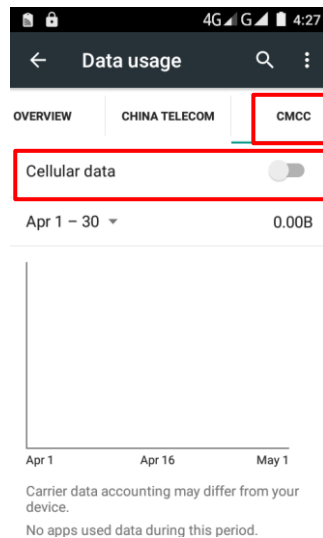 4G G 4:27
Data usage
OVERVIEW CHINA TELECOM CMCC
Cellular data
Apr 1 – 30 0.00B
Apr 1 Apr 16 May 1
Carrier data accounting may differ from your
device.
No apps used data during this period.